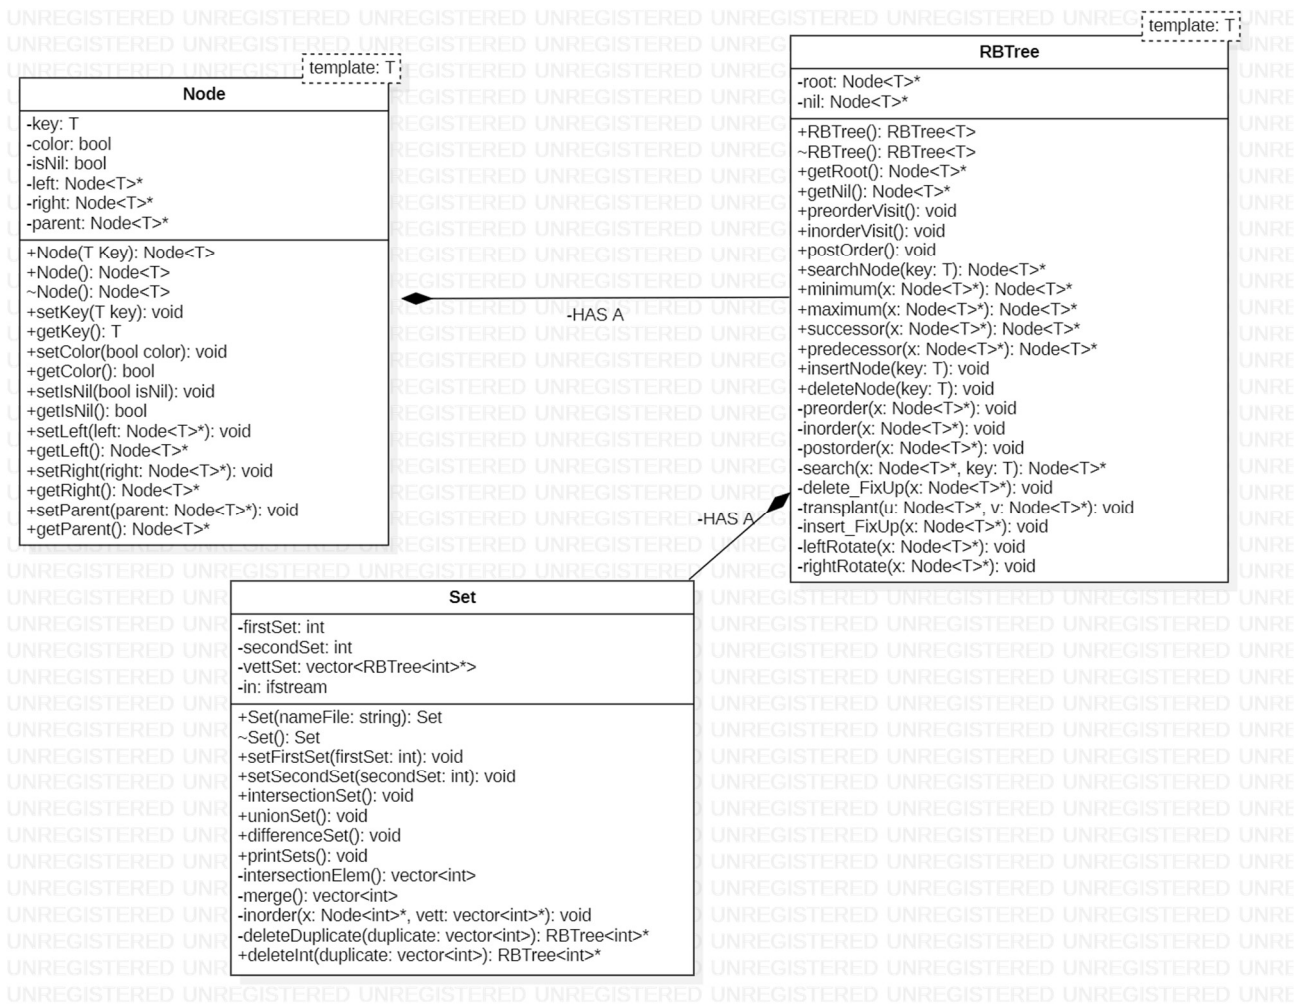 template: T
Node
-key: T
-color: bool
-isNil: bool
-left: Node<T>*
-right: Node<T>*
-parent: Node<T>*
+Node(T Key): Node<T>
+Node(): Node<T>
~Node(): Node<T>
+setKey(T key): void
+getKey(): T
+setColor(bool color): void
+getColor(): bool
+setIsNil(bool isNil): void
+getIsNil(): bool
+setLeft(left: Node<T>*): void
+getLeft(): Node<T>*
+setRight(right: Node<T>*): void
+getRight(): Node<T>*
+setParent(parent: Node<T>*): void
+getParent(): Node<T>*
-HAS A
template: T
RBTree
-root: Node<T>*
-nil: Node<T>*
+RBTree(): RBTree<T>
~RBTree(): RBTree<T>
+getRoot(): Node<T>*
+getNil(): Node<T>*
+preorderVisit(): void
+inorderVisit(): void
+postOrder(): void
+searchNode(key: T): Node<T>*
+minimum(x: Node<T>*): Node<T>*
+maximum(x: Node<T>*): Node<T>*
+successor(x: Node<T>*): Node<T>*
+predecessor(x: Node<T>*): Node<T>*
+insertNode(key: T): void
+deleteNode(key: T): void
-preorder(x: Node<T>*): void
-inorder(x: Node<T>*): void
-postorder(x: Node<T>*): void
-search(x: Node<T>*, key: T): Node<T>*
-delete_FixUp(x: Node<T>*): void
-transplant(u: Node<T>*, v: Node<T>*): void
-insert_FixUp(x: Node<T>*): void
-leftRotate(x: Node<T>*): void
-rightRotate(x: Node<T>*): void
-HAS A
Set
-firstSet: int
-secondSet: int
-vettSet: vector<RBTree<int>*>
-in: ifstream
+Set(nameFile: string): Set
~Set(): Set
+setFirstSet(firstSet: int): void
+setSecondSet(secondSet: int): void
+intersectionSet(): void
+unionSet(): void
+differenceSet(): void
+printSets(): void
-intersectionElem(): vector<int>
-merge(): vector<int>
-inorder(x: Node<int>*, vett: vector<int>*): void
-deleteDuplicate(duplicate: vector<int>): RBTree<int>*
+deleteInt(duplicate: vector<int>): RBTree<int>*